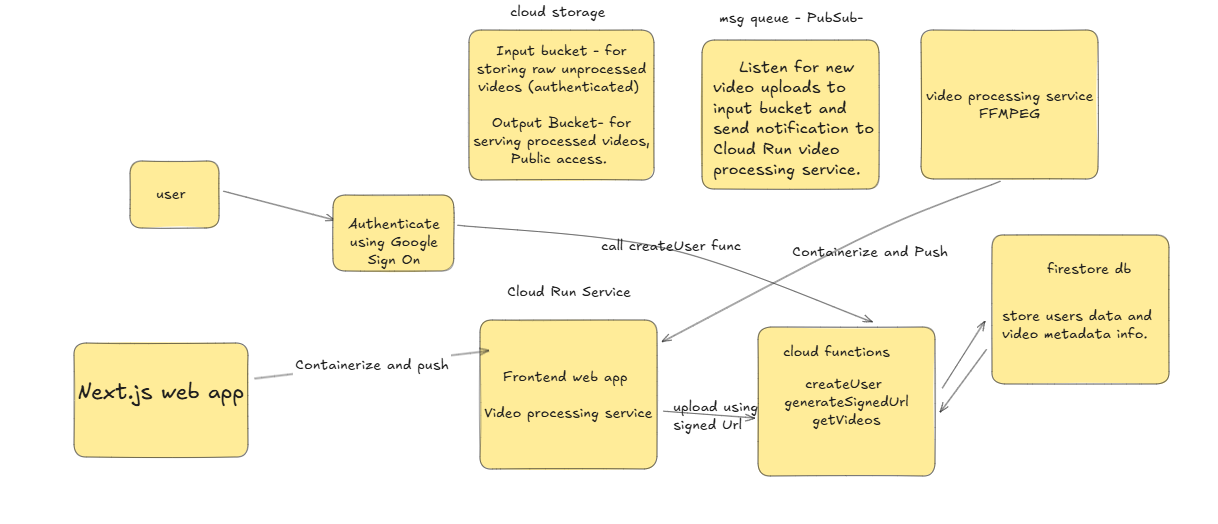 cloud storage
Input bucket - for
storing raw unprocessed
videos (authenticated)
Output Bucket- for
serving processed videos,
Public access.
msg queue - PubSub-
Listen for new
video uploads to
input bucket and
send notification to
Cloud Run video
processing service.
video processing service
FFMPEG
user
Authenticate
using Google
Sign On
call createUser func
Containerize and Push
firestore db
store users data and
video metadata info.
Cloud Run Service
Frontend web app
Video processing service
Next.js web app
Containerize and push
upload using
signed Url
cloud functions
createUser
generateSignedUrl
getVideos